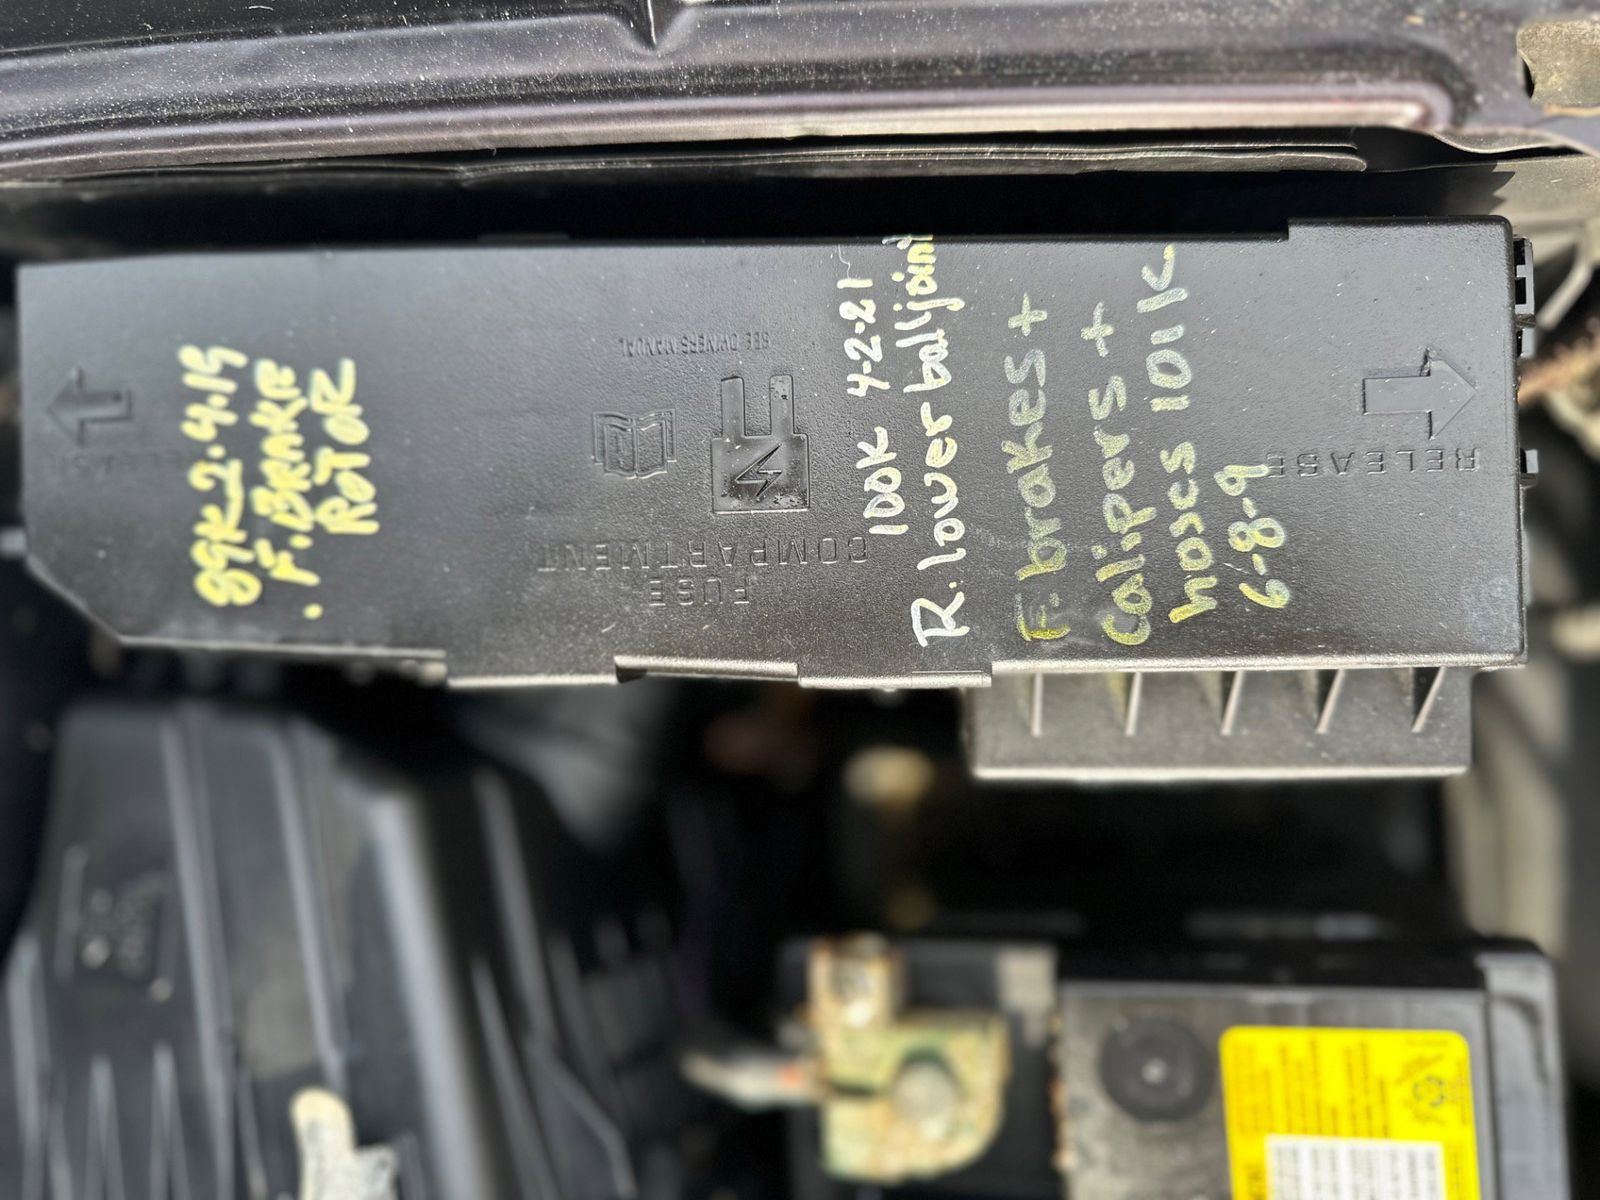 89K 2.4.19
F. BRAKE
. ROTOR
SEE OWNERS MANUAL
FUSE
COMPARTMENT
100K 4-2-21
R. lower balljoint
F. brakes +
calipers +
hoses 101K
6-8-9
RELEASE